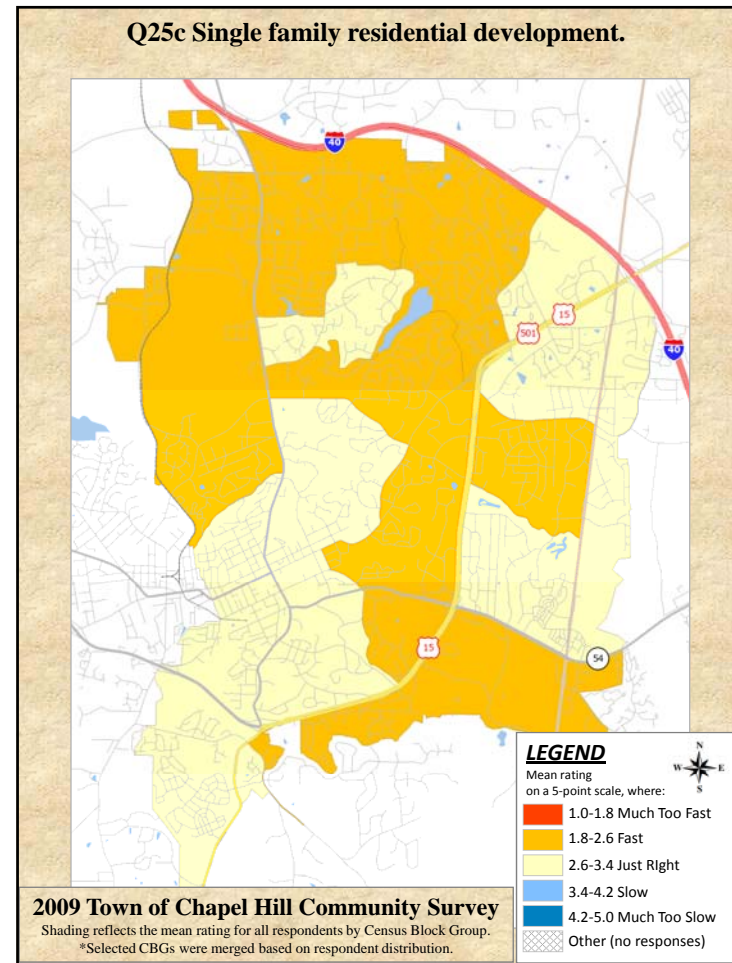 Q25c Single family residential development.
40
15
501
40
15
54
LEGEND
Mean rating
on a 5-point scale, where:
N
W E
S
1.0-1.8 Much Too Fast
1.8-2.6 Fast
2.6-3.4 Just RIght
3.4-4.2 Slow
4.2-5.0 Much Too Slow
Other (no responses)
2009 Town of Chapel Hill Community Survey
Shading reflects the mean rating for all respondents by Census Block Group.
*Selected CBGs were merged based on respondent distribution.